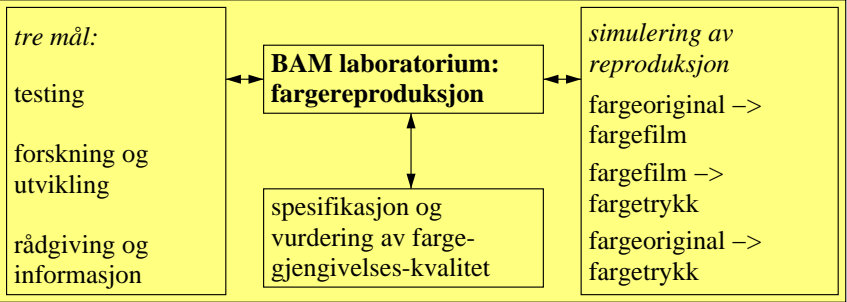 tre mål:
testing
forskning og
utvikling
rådgiving og
informasjon
BAM laboratorium:
fargereproduksjon
spesifikasjon og
vurdering av farge-
gjengivelses-kvalitet
simulering av
reproduksjon
fargeoriginal −>
fargefilm
fargefilm −>
fargetrykk
fargeoriginal −>
fargetrykk